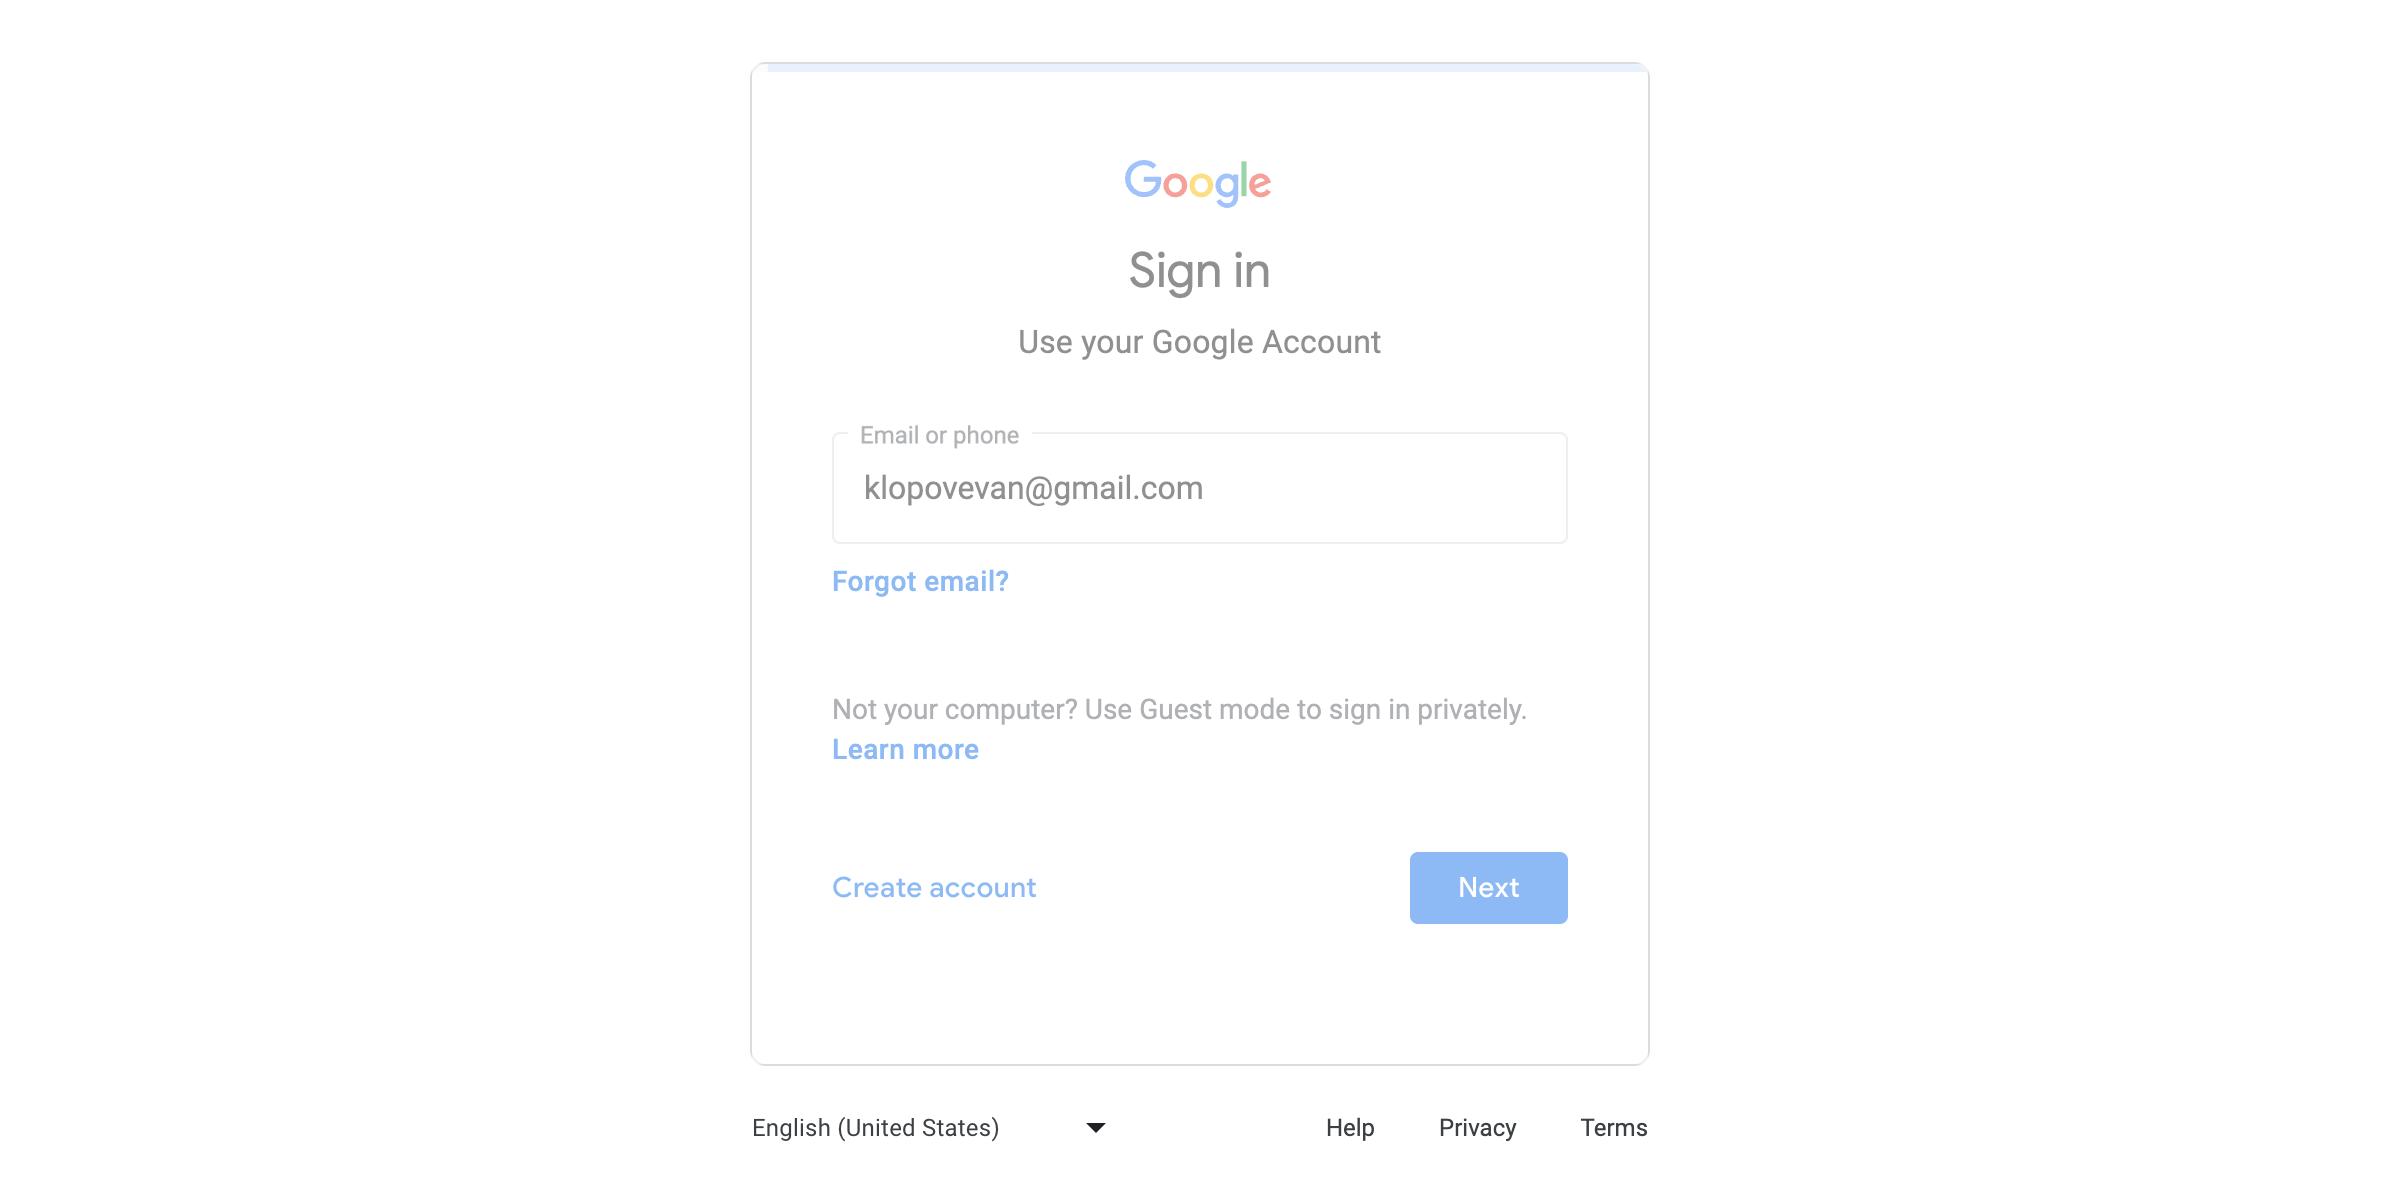 Google
Sign in
Use your Google Account
Email or phone
klopovevan@gmail.com
Forgot email?
Not your computer? Use Guest mode to sign in privately.
Learn more
Create account
Next
English (United States)
Help
Privacy
Terms